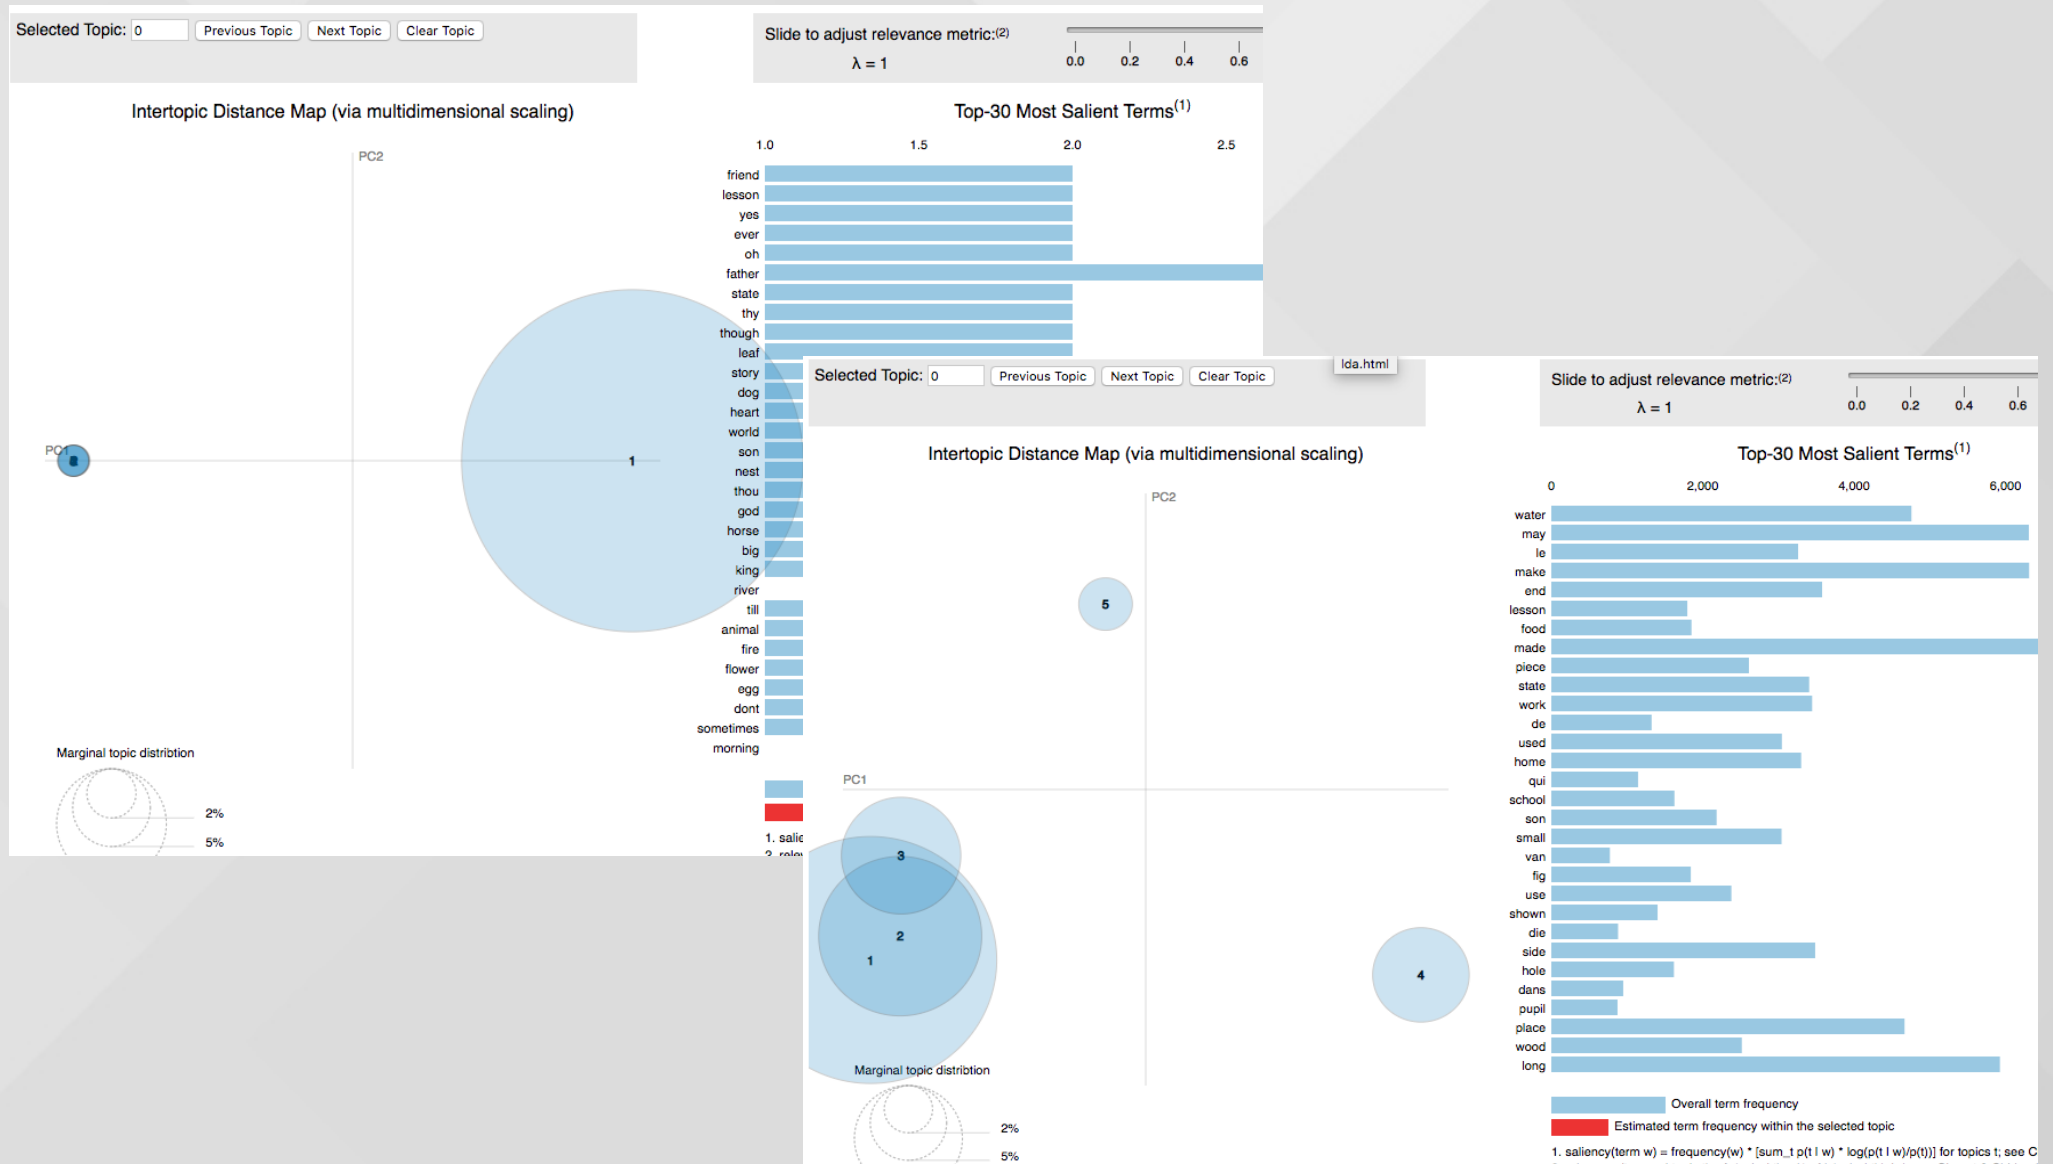 Selected Topic: 0 Previous Topic Next Topic Clear Topic
Slide to adjust relevance metric:(2)
λ = 1
0.0 0.2 0.4 0.6
Intertopic Distance Map (via multidimensional scaling)
PC2
PC1
1
Marginal topic distribtion
2%
5%
Top-30 Most Salient Terms(1)
1.0 1.5 2.0 2.5
friend
lesson
yes
ever
oh
father
state
thy
though
leaf
story
dog
heart
world
son
nest
thou
god
horse
big
king
river
till
animal
fire
flower
egg
dont
sometimes
morning
1. salie
2. relev
Selected Topic: 0 Previous Topic Next Topic Clear Topic
lda.html
Slide to adjust relevance metric:(2)
λ = 1
0.0 0.2 0.4 0.6
Intertopic Distance Map (via multidimensional scaling)
PC2
5
PC1
3
2
1
4
Marginal topic distribtion
2%
5%
Top-30 Most Salient Terms(1)
0 2,000 4,000 6,000
water
may
le
make
end
lesson
food
made
piece
state
work
de
used
home
qui
school
son
small
van
fig
use
shown
die
side
hole
dans
pupil
place
wood
long
Overall term frequency
Estimated term frequency within the selected topic
1. saliency(term w) = frequency(w) * [sum_t p(t | w) * log(p(t | w)/p(t))] for topics t; see C